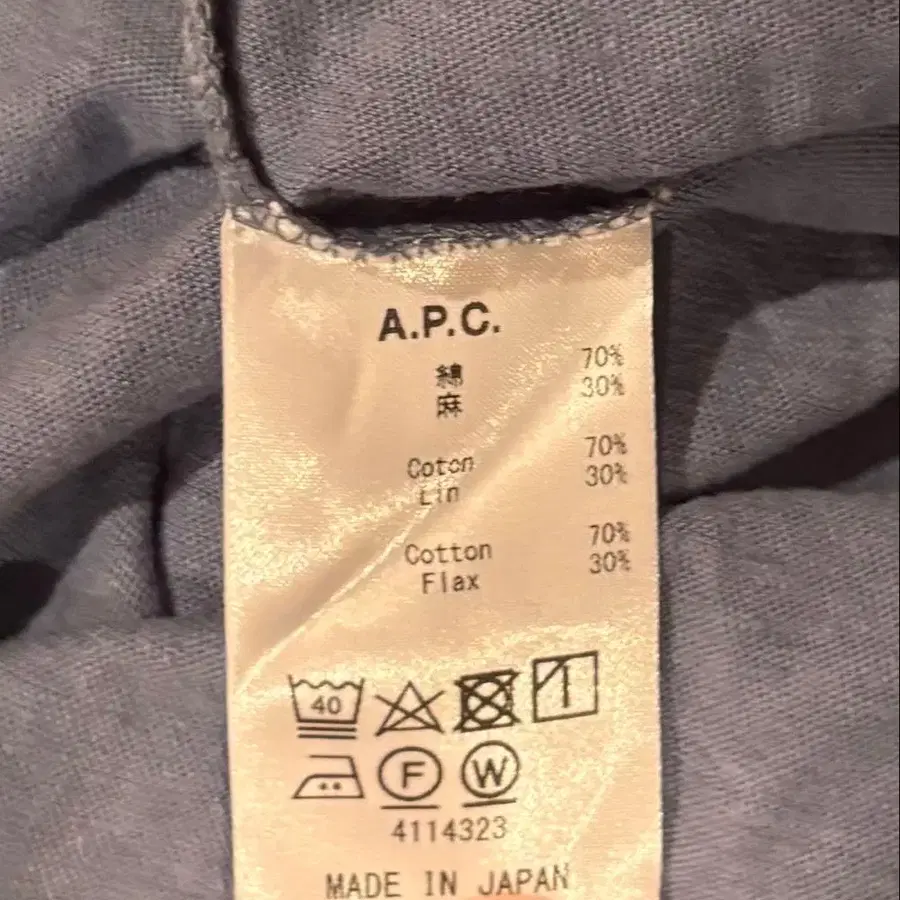 A.P.C.
綿 70%
麻 30%
Coton 70%
Lin 30%
Cotton 70%
Flax 30%
40
F W
4114323
MADE IN JAPAN